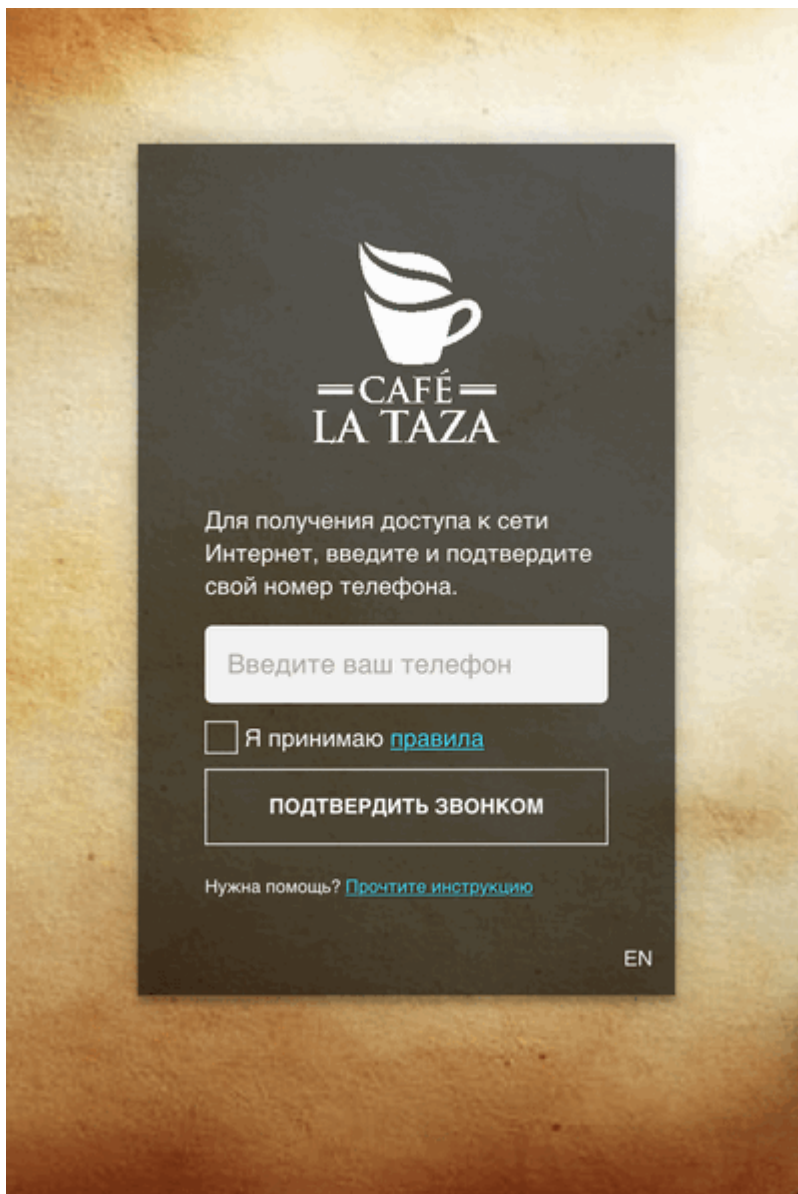 CAFÉ
LA TAZA
Для получения доступа к сети
Интернет, введите и подтвердите
свой номер телефона.
Введите ваш телефон
Я принимаю правила
ПОДТВЕРДИТЬ ЗВОНКОМ
Нужна помощь? Прочтите инструкцию
EN